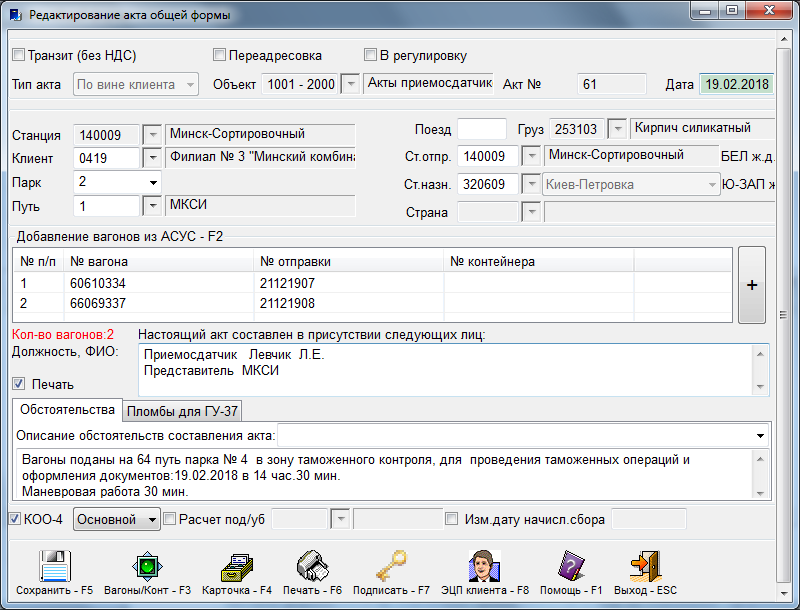 Редактирование акта общей формы
Транзит (без НДС) Переадресовка В регулировку
Тип акта По вине клиента Объект 1001 - 2000 Акты приемосдатчик Акт № 61 Дата 19.02.2018
Станция 140009 Минск-Сортировочный
Поезд Груз 253103 Кирпич силикатный
Клиент 0419 Филиал № 3 "Минский комбина
Ст.отпр. 140009 Минск-Сортировочный БЕЛ ж.д.
Парк 2
Ст.назн. 320609 Киев-Петровка Ю-ЗАП ж
Путь 1 МКСИ
Страна
Добавление вагонов из АСУС - F2
№ п/п № вагона № отправки № контейнера
1 60610334 21121907
2 66069337 21121908
+
Кол-во вагонов:2 Настоящий акт составлен в присутствии следующих лиц:
Должность, ФИО: Приемосдатчик Левчик Л.Е.
Представитель МКСИ
Печать
Обстоятельства Пломбы для ГУ-37
Описание обстоятельств составления акта:
Вагоны поданы на 64 путь парка № 4 в зону таможенного контроля, для проведения таможенных операций и
оформления документов:19.02.2018 в 14 час.30 мин.
Маневровая работа 30 мин.
КОО-4 Основной Расчет под/уб Изм.дату начисл.сбора
Сохранить - F5 Вагоны/Конт - F3 Карточка - F4 Печать - F6 Подписать - F7 ЭЦП клиента - F8 Помощь - F1 Выход - ESC